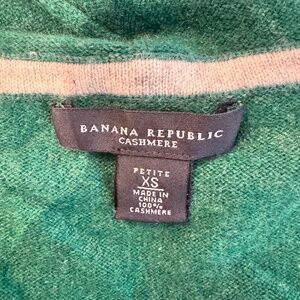 BANANA REPUBLIC
CASHMERE
PETITE
XS
MADE IN
CHINA
100%
CASHMERE